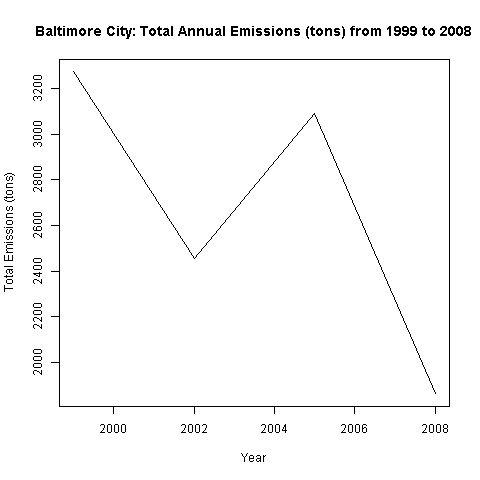 Baltimore City: Total Annual Emissions (tons) from 1999 to 2008
Total Emissions (tons)
3200
3000
2800
2600
2400
2200
2000
2000 2002 2004 2006 2008
Year